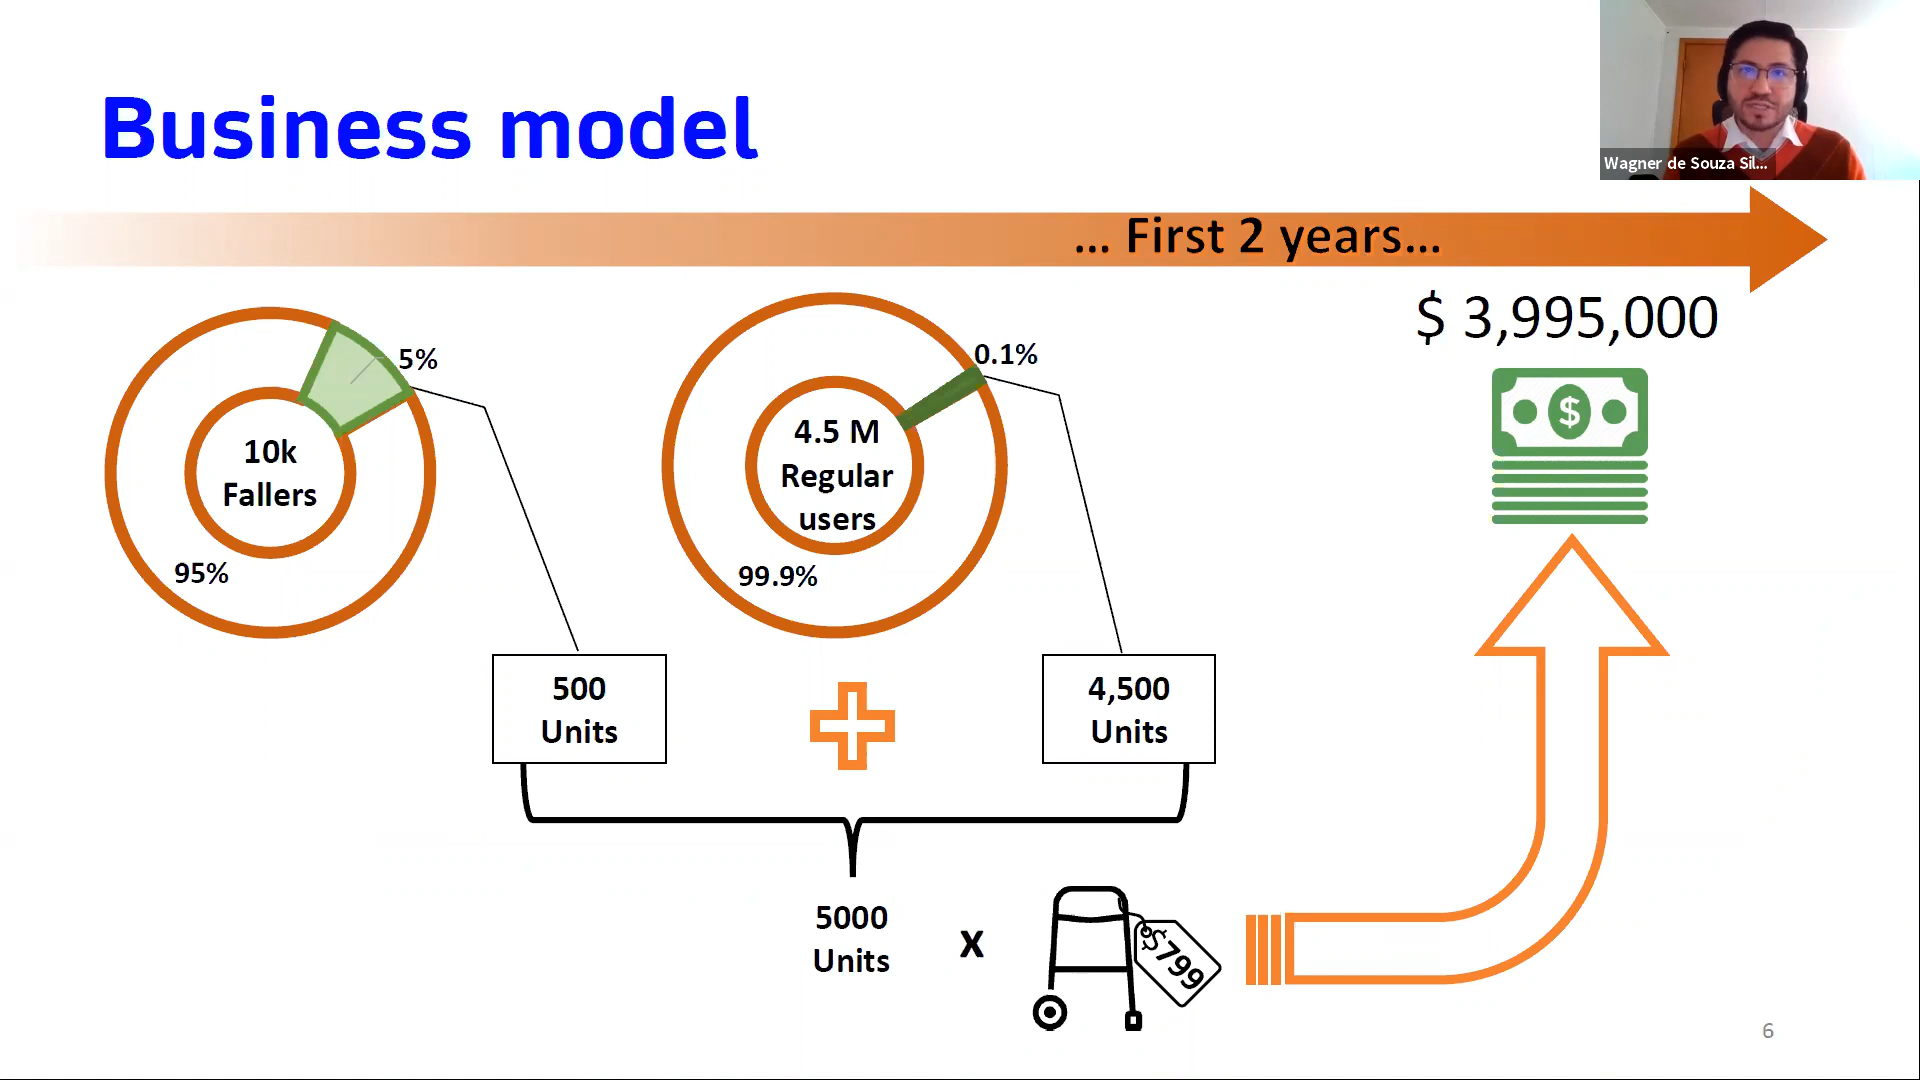 Business model
Wagner de Souza Sil...
... First 2 years...
$ 3,995,000
5%
10k
Fallers
95%
0.1%
4.5 M
Regular
users
99.9%
$
500
Units
4,500
Units
5000
Units
X
$799
6